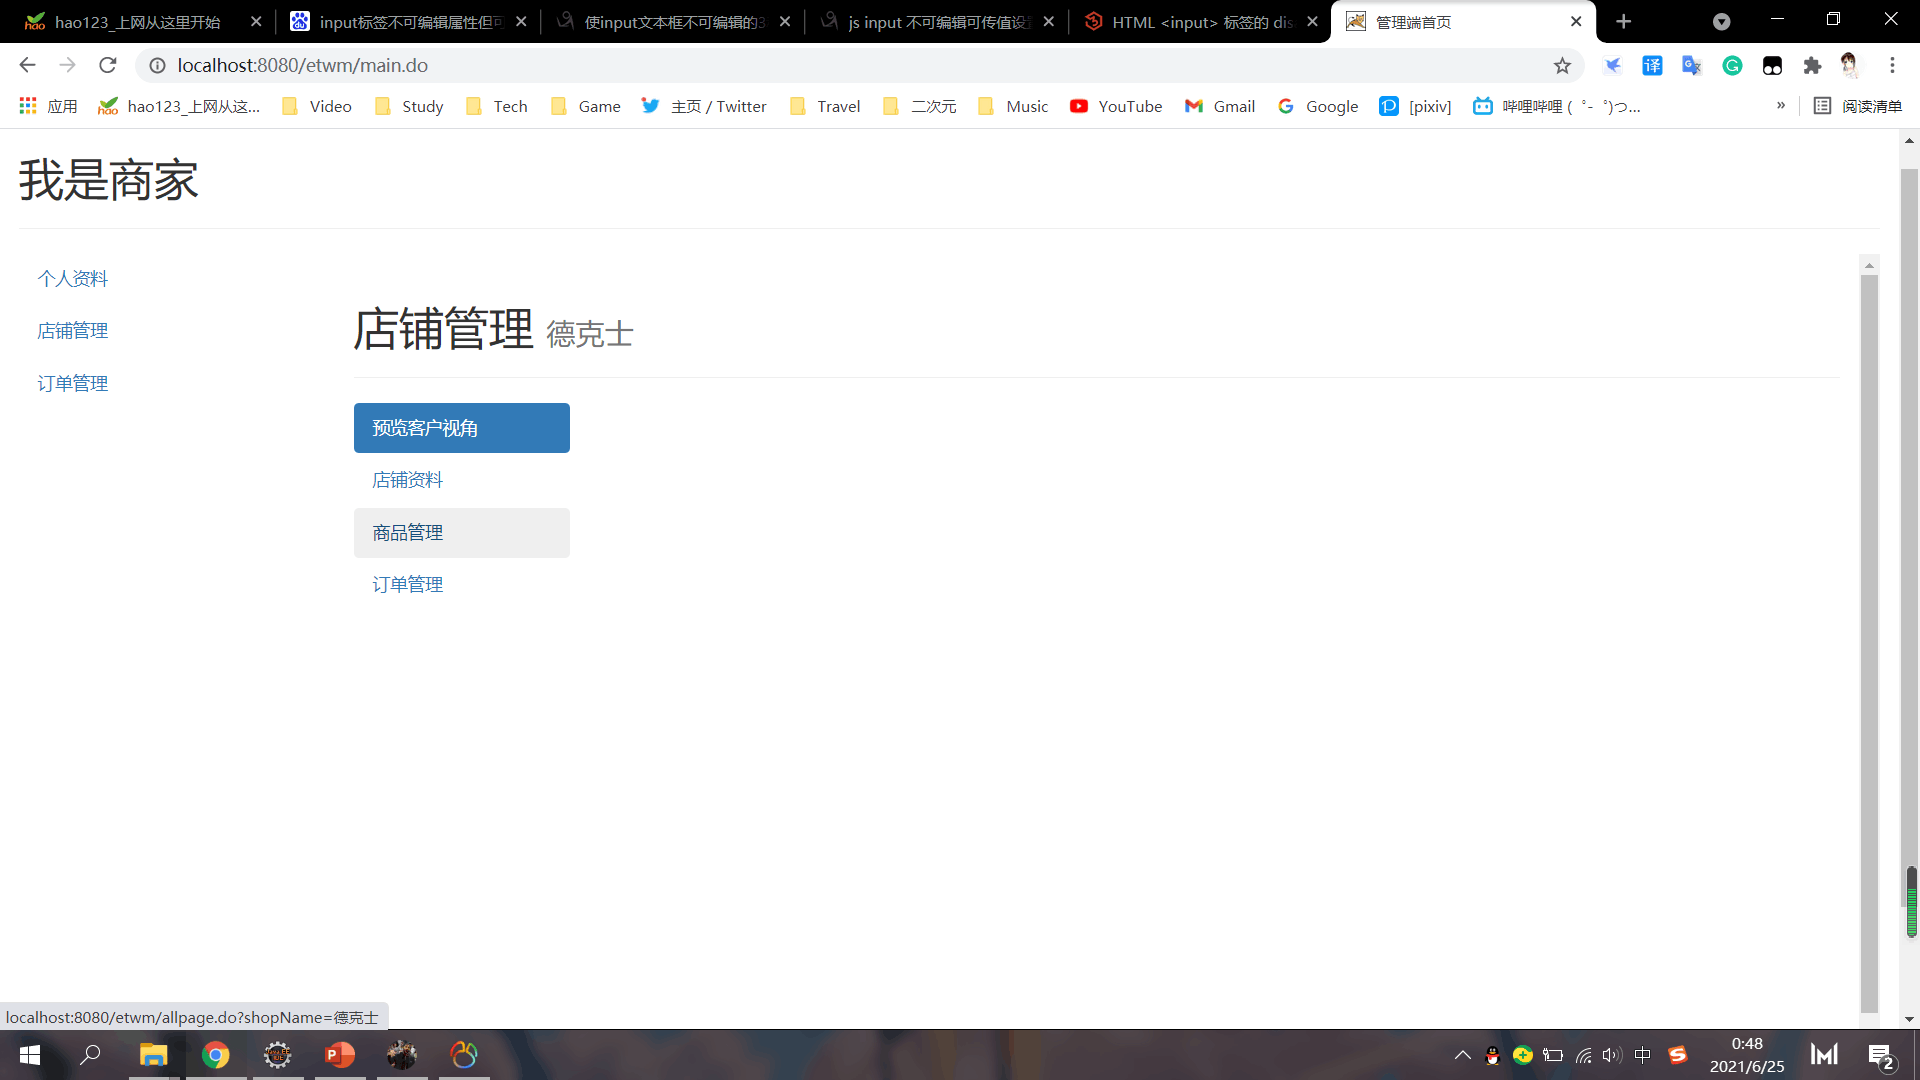 hao123_上网从这里开始
input标签不可编辑属性但可
使input文本框不可编辑的3
js input 不可编辑可传值设置
HTML <input> 标签的 dis
管理端首页
localhost:8080/etwm/main.do
应用
hao123_上网从这...
Video
Study
Tech
Game
主页 / Twitter
Travel
二次元
Music
YouTube
Gmail
Google
[pixiv]
哔哩哔哩 ( ゜- ゜)つ...
»
阅读清单
我是商家
个人资料
店铺管理
订单管理
店铺管理 德克士
预览客户视角
店铺资料
商品管理
订单管理
localhost:8080/etwm/allpage.do?shopName=德克士
中
0:48
2021/6/25
2